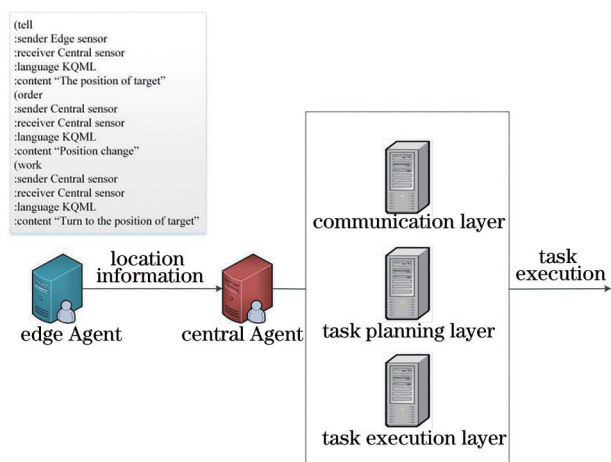 (tell
:sender Edge sensor
:receiver Central sensor
:language KQML
:content “The position of target”
(order
:sender Central sensor
:receiver Central sensor
:language KQML
:content “Position change”
(work
:sender Central sensor
:receiver Central sensor
:language KQML
:content “Turn to the position of target”
location
information
edge Agent
central Agent
communication layer
task planning layer
task execution layer
task
execution